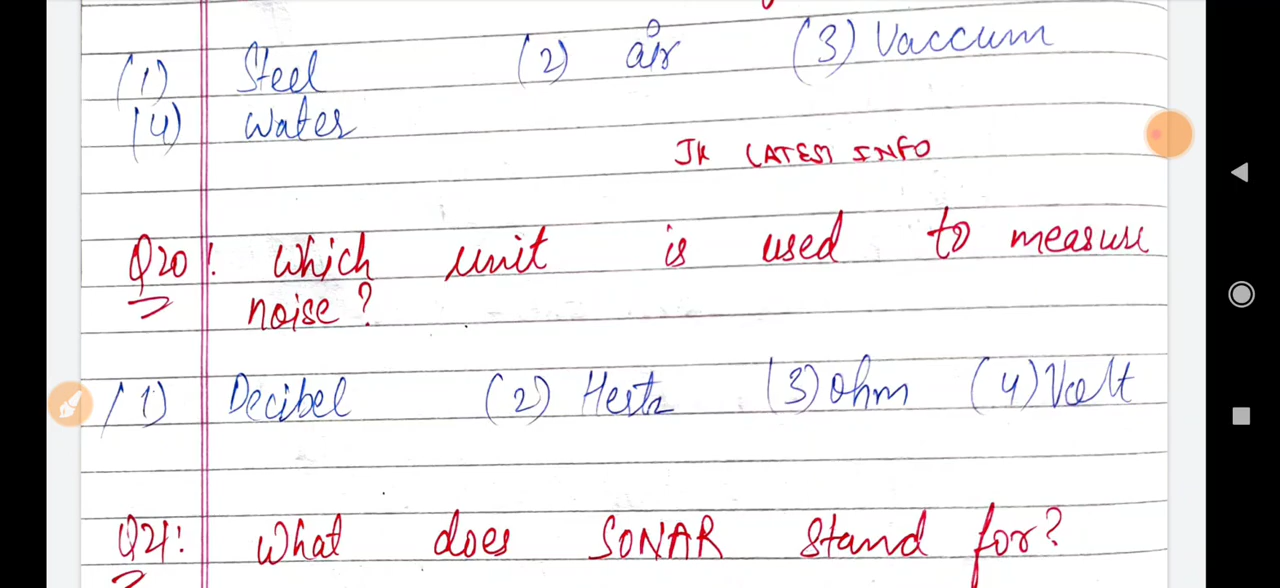 (1) Steel (2) air (3) Vaccum
(4) Water
JK LATEST INFO
Q20! Which unit is used to measure
noise?
(1) Decibel (2) Hertz (3) Ohm (4) Volt
Q21: What does SONAR Stand for?